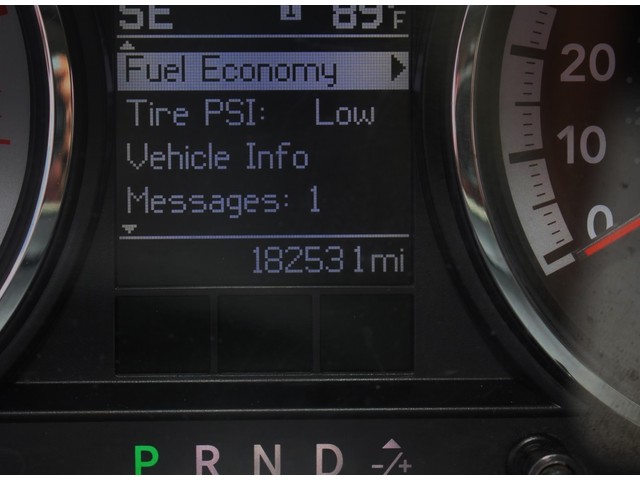 SE 89°F
Fuel Economy
Tire PSI: Low
Vehicle Info
Messages: 1
182531mi
20
10
0
P R N D -/+